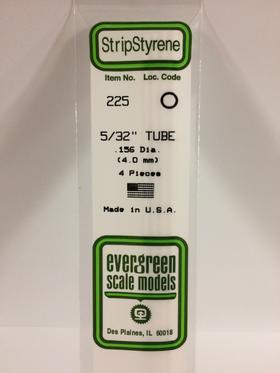 StripStyrene
Item No. Loc. Code
225
5/32" TUBE
.156 Dia.
(4.0 mm)
4 Pieces
Made in U.S.A.
evergreen
scale models
Des Plaines, IL 60018